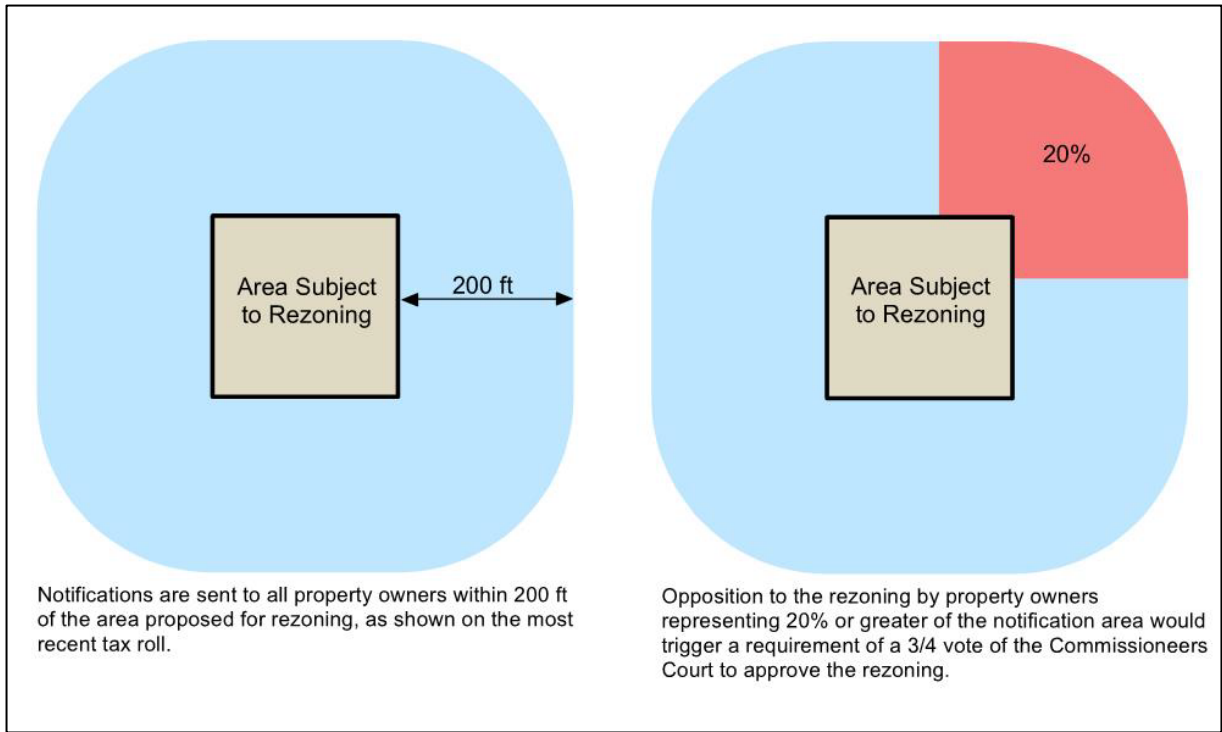 Area Subject
to Rezoning
200 ft
Notifications are sent to all property owners within 200 ft
of the area proposed for rezoning, as shown on the most
recent tax roll.
20%
Area Subject
to Rezoning
Opposition to the rezoning by property owners
representing 20% or greater of the notification area would
trigger a requirement of a 3/4 vote of the Commissioneers
Court to approve the rezoning.